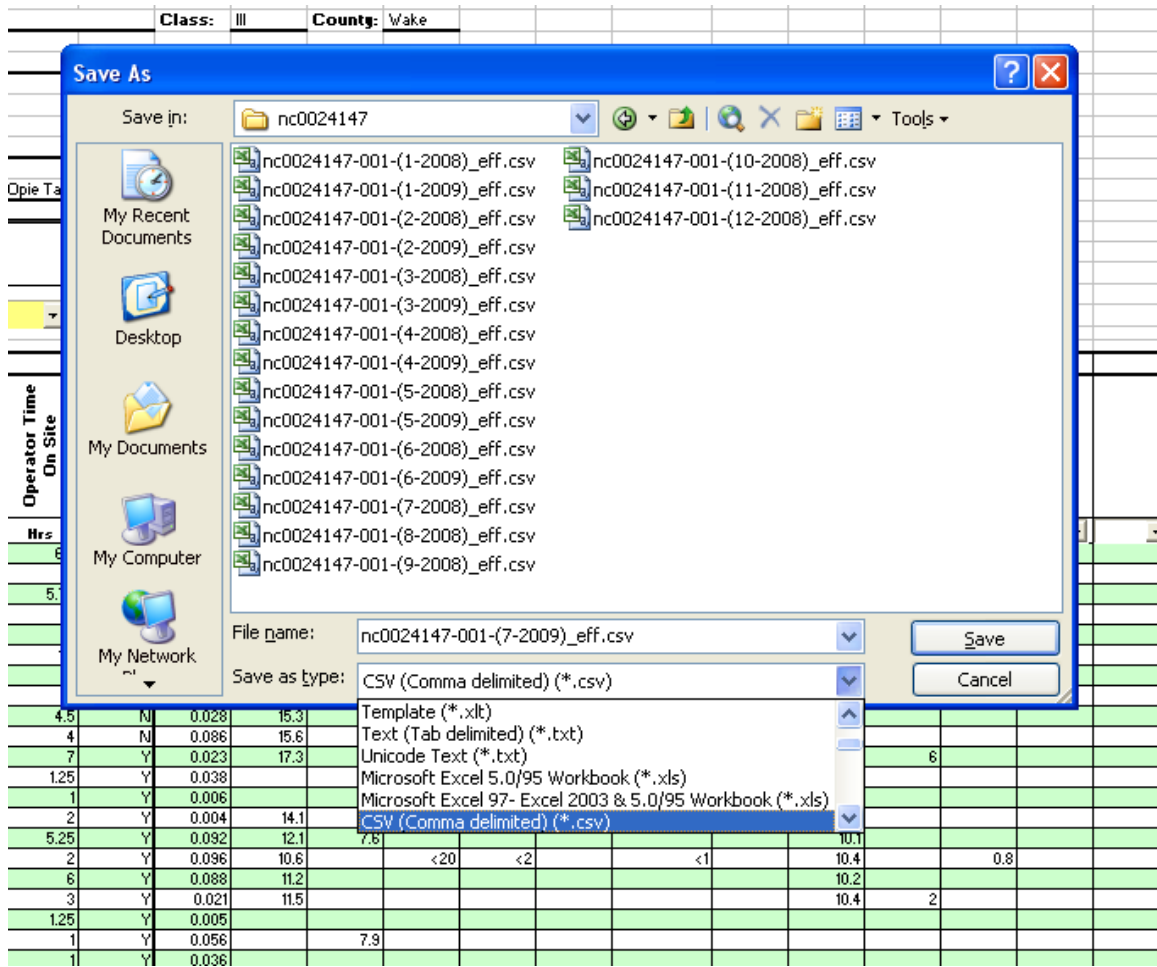 Class: III County: Wake
Save As
Save in: nc0024147 Tools
Opie Ta
My Recent Documents
Desktop
My Documents
My Computer
My Network
nc0024147-001-(1-2008)_eff.csv
nc0024147-001-(1-2009)_eff.csv
nc0024147-001-(2-2008)_eff.csv
nc0024147-001-(2-2009)_eff.csv
nc0024147-001-(3-2008)_eff.csv
nc0024147-001-(3-2009)_eff.csv
nc0024147-001-(4-2008)_eff.csv
nc0024147-001-(4-2009)_eff.csv
nc0024147-001-(5-2008)_eff.csv
nc0024147-001-(5-2009)_eff.csv
nc0024147-001-(6-2008)_eff.csv
nc0024147-001-(6-2009)_eff.csv
nc0024147-001-(7-2008)_eff.csv
nc0024147-001-(8-2008)_eff.csv
nc0024147-001-(9-2008)_eff.csv
nc0024147-001-(10-2008)_eff.csv
nc0024147-001-(11-2008)_eff.csv
nc0024147-001-(12-2008)_eff.csv
File name: nc0024147-001-(7-2009)_eff.csv Save
Save as type: CSV (Comma delimited) (*.csv) Cancel
Template (*.xlt)
Text (Tab delimited) (*.txt)
Unicode Text (*.txt)
Microsoft Excel 5.0/95 Workbook (*.xls)
Microsoft Excel 97- Excel 2003 & 5.0/95 Workbook (*.xls)
CSV (Comma delimited) (*.csv)
Operator Time
On Site
Hrs
6
5.
4.5 N 0.028 15.3
4 N 0.086 15.6
7 Y 0.023 17.3 6
1.25 Y 0.038
1 Y 0.006
2 Y 0.004 14.1
5.25 Y 0.092 12.1 7.6 10.1
2 Y 0.096 10.6 <20 <2 <1 10.4 0.8
6 Y 0.088 11.2 10.2
3 Y 0.021 11.5 10.4 2
1.25 Y 0.005
1 Y 0.056 7.9
1 Y 0.036